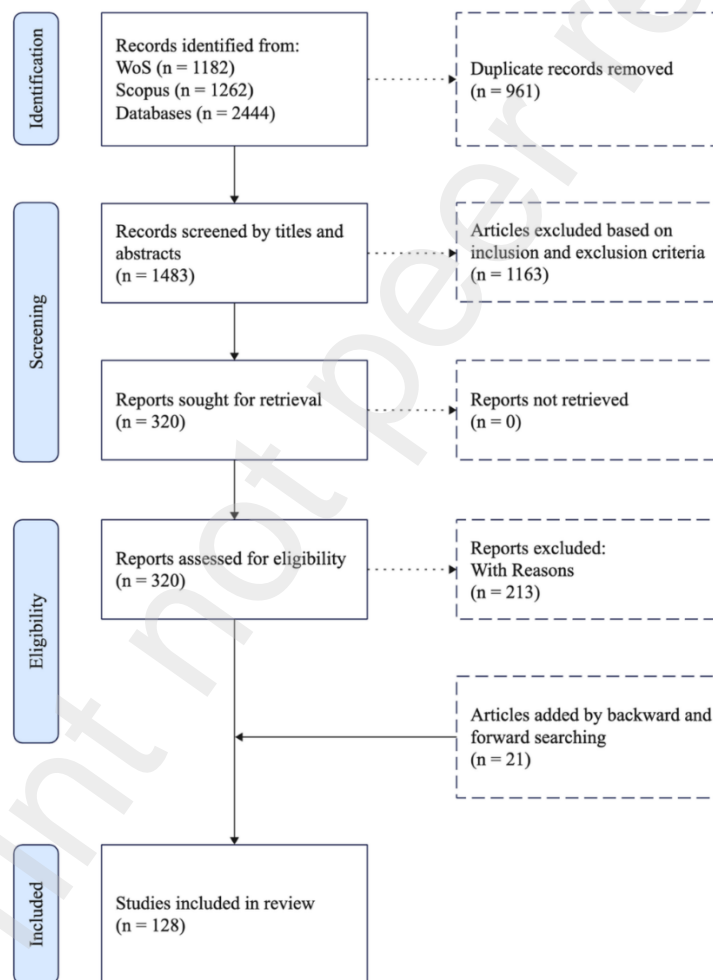 Identification
Records identified from:
WoS (n = 1182)
Scopus (n = 1262)
Databases (n = 2444)
Duplicate records removed
(n = 961)
Screening
Records screened by titles and
abstracts
(n = 1483)
Articles excluded based on
inclusion and exclusion criteria
(n = 1163)
Reports sought for retrieval
(n = 320)
Reports not retrieved
(n = 0)
Eligibility
Reports assessed for eligibility
(n = 320)
Reports excluded:
With Reasons
(n = 213)
Articles added by backward and
forward searching
(n = 21)
Included
Studies included in review
(n = 128)
not peer